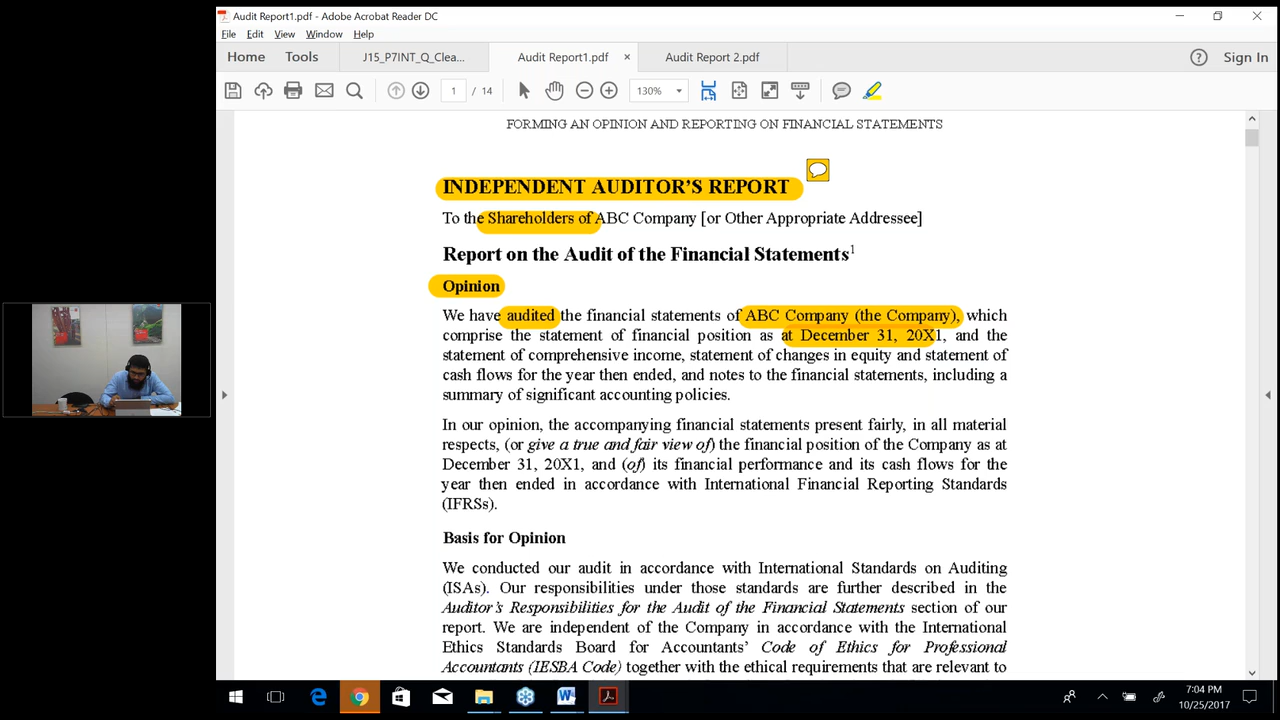 Audit Report1.pdf - Adobe Acrobat Reader DC
File Edit View Window Help
Home Tools J15_P7INT_Q_Clea... Audit Report1.pdf × Audit Report 2.pdf Sign In
1 / 14 130%
FORMING AN OPINION AND REPORTING ON FINANCIAL STATEMENTS
INDEPENDENT AUDITOR’S REPORT
To the Shareholders of ABC Company [or Other Appropriate Addressee]
Report on the Audit of the Financial Statements1
Opinion
We have audited the financial statements of ABC Company (the Company), which
comprise the statement of financial position as at December 31, 20X1, and the
statement of comprehensive income, statement of changes in equity and statement of
cash flows for the year then ended, and notes to the financial statements, including a
summary of significant accounting policies.
In our opinion, the accompanying financial statements present fairly, in all material
respects, (or give a true and fair view of) the financial position of the Company as at
December 31, 20X1, and (of) its financial performance and its cash flows for the
year then ended in accordance with International Financial Reporting Standards
(IFRSs).
Basis for Opinion
We conducted our audit in accordance with International Standards on Auditing
(ISAs). Our responsibilities under those standards are further described in the
Auditor’s Responsibilities for the Audit of the Financial Statements section of our
report. We are independent of the Company in accordance with the International
Ethics Standards Board for Accountants’ Code of Ethics for Professional
Accountants (IESBA Code) together with the ethical requirements that are relevant to
7:04 PM
10/25/2017